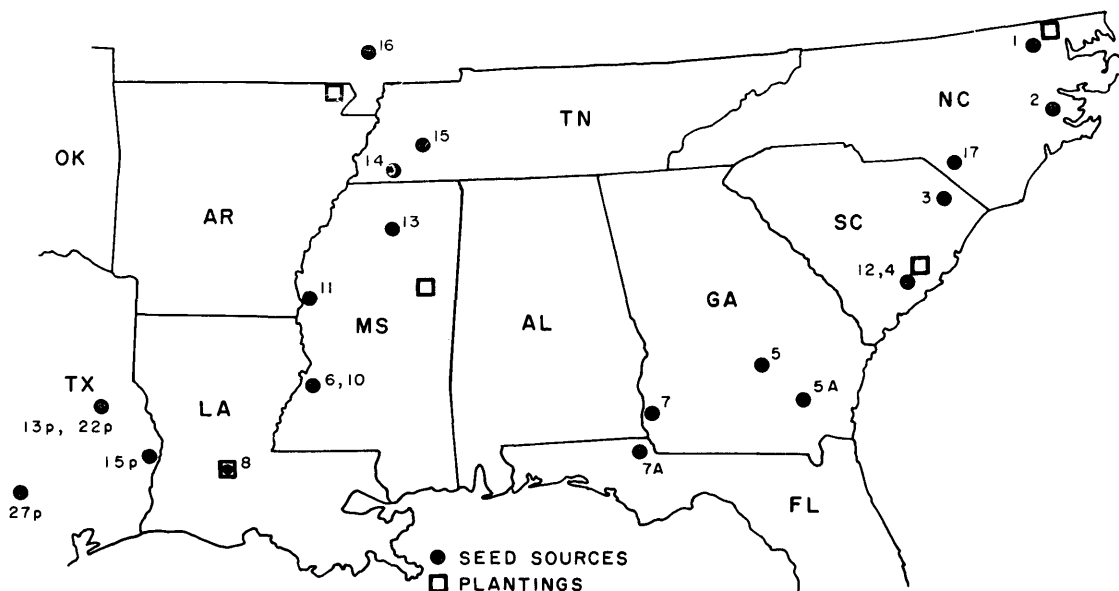 16
1
NC
2
TN
15
OK
14
17
13
3
AR
SC
12,4
11
MS
GA
AL
5
6,10
5A
TX
LA
7
13p, 22p
15p
8
7A
27p
FL
SEED SOURCES
PLANTINGS